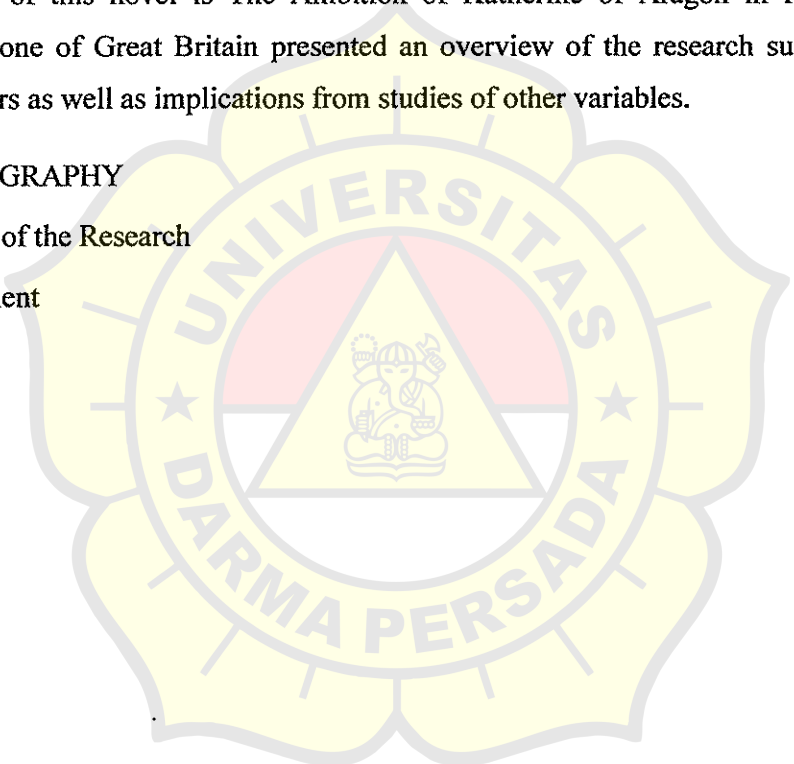 of this novel is The Ambition of Katherine of Aragon in
one of Great Britain presented an overview of the research
rs as well as implications from studies of other variables.
GRAPHY
of the Research
ent
UNIVERSITAS
DARMA PERSADA